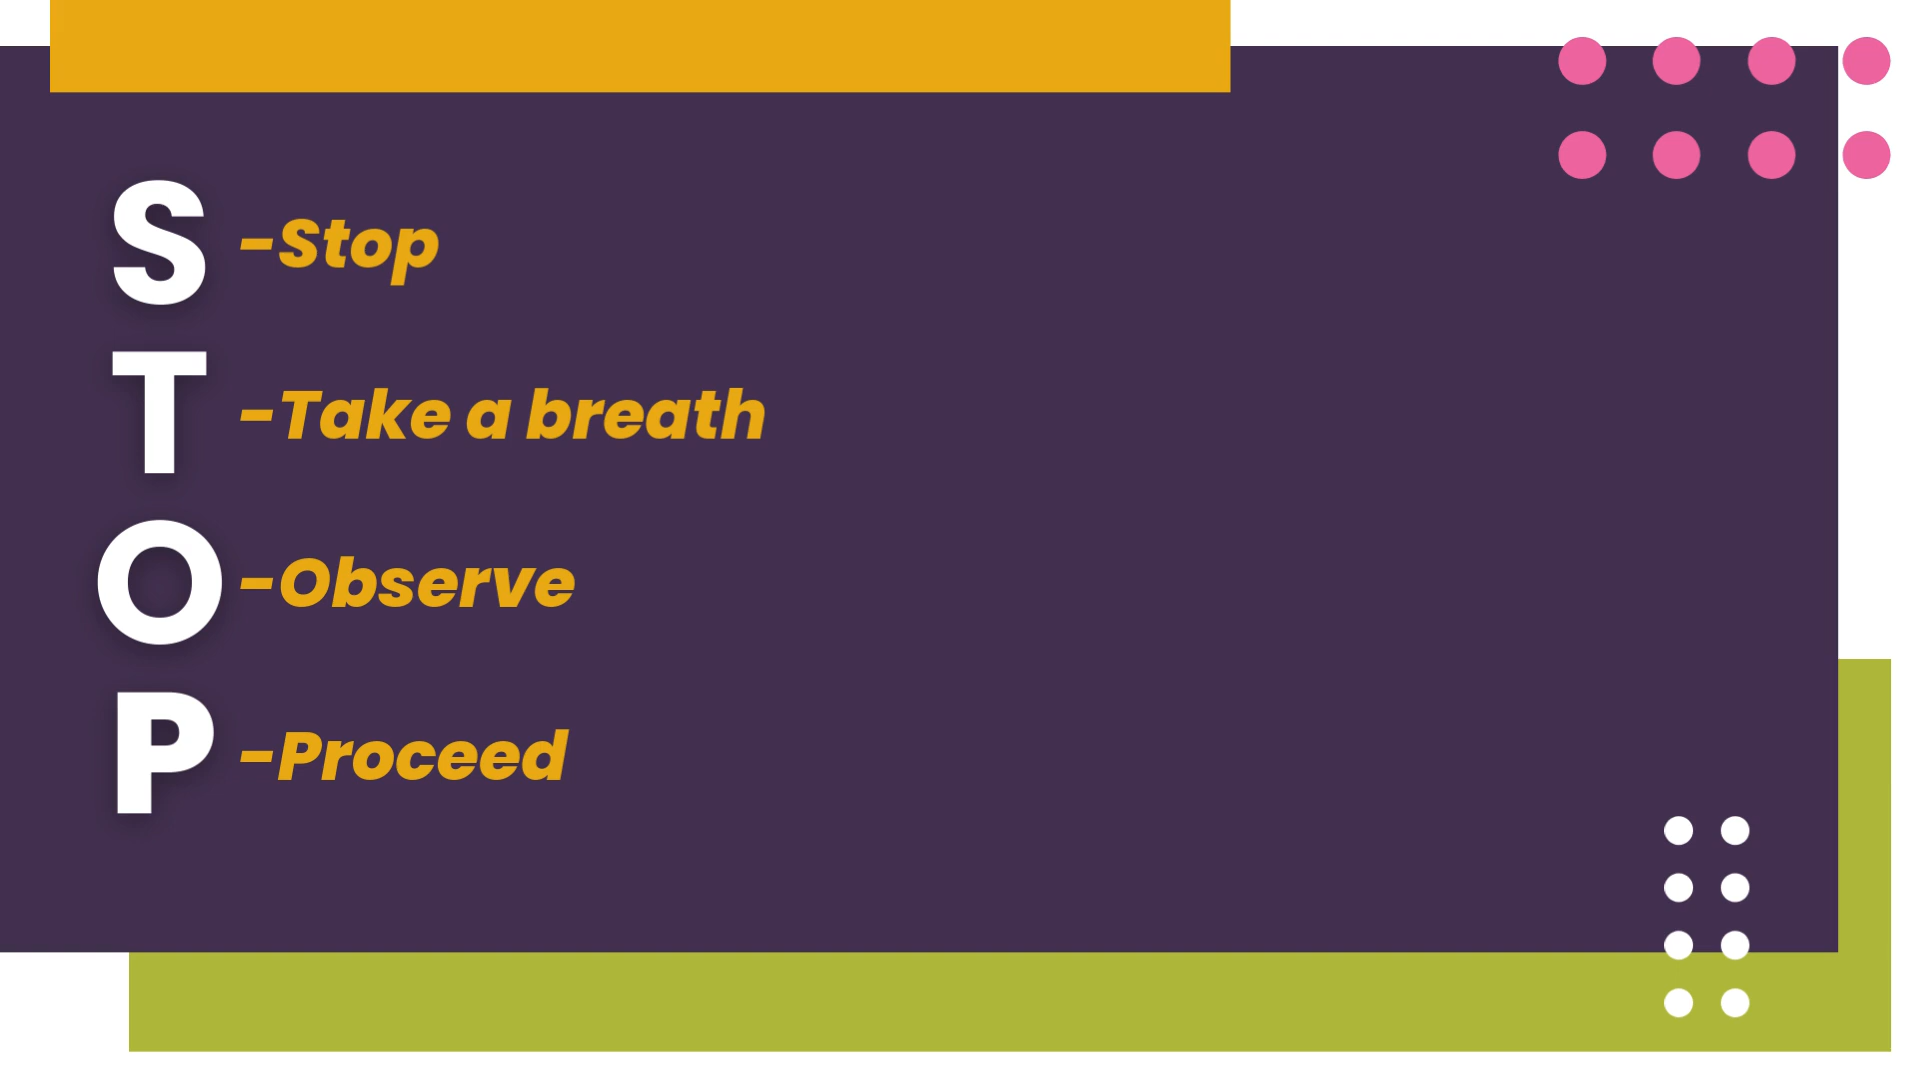 S -Stop
T -Take a breath
O -Observe
P -Proceed